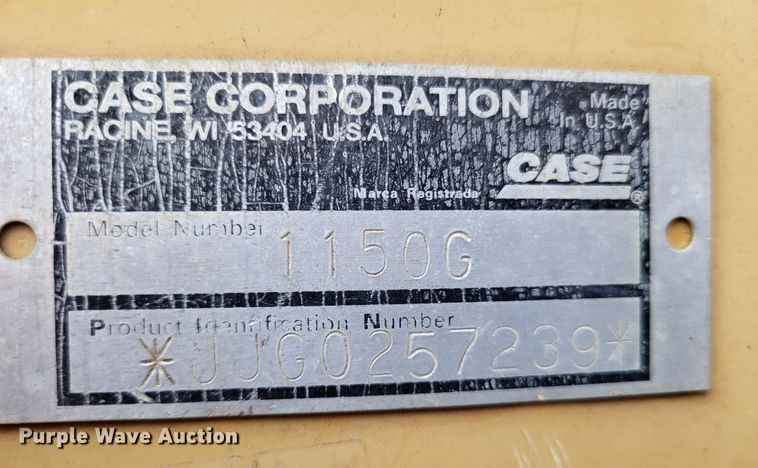 CASE CORPORATION
RACINE, WI 53404 U.S.A.
Made
In U.S.A.
CASE
®
Marca Registrada
Model Number
1150G
Product Identification Number
*JJG0257239*
Purple Wave Auction